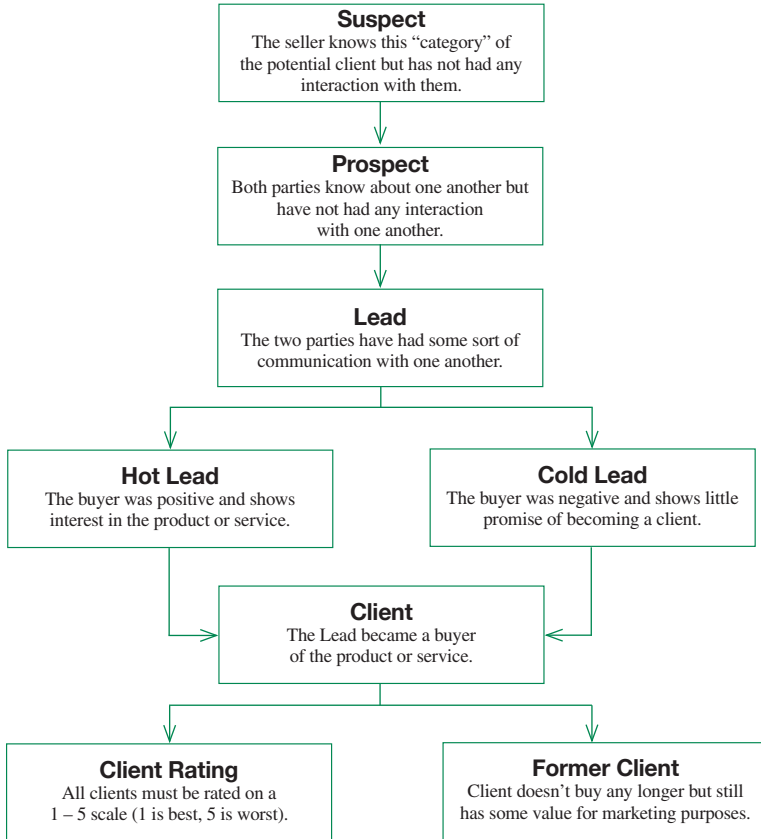 Suspect
The seller knows this “category” of
the potential client but has not had any
interaction with them.
Prospect
Both parties know about one another but
have not had any interaction
with one another.
Lead
The two parties have had some sort of
communication with one another.
Hot Lead
The buyer was positive and shows
interest in the product or service.
Cold Lead
The buyer was negative and shows little
promise of becoming a client.
Client
The Lead became a buyer
of the product or service.
Client Rating
All clients must be rated on a
1 – 5 scale (1 is best, 5 is worst).
Former Client
Client doesn’t buy any longer but still
has some value for marketing purposes.